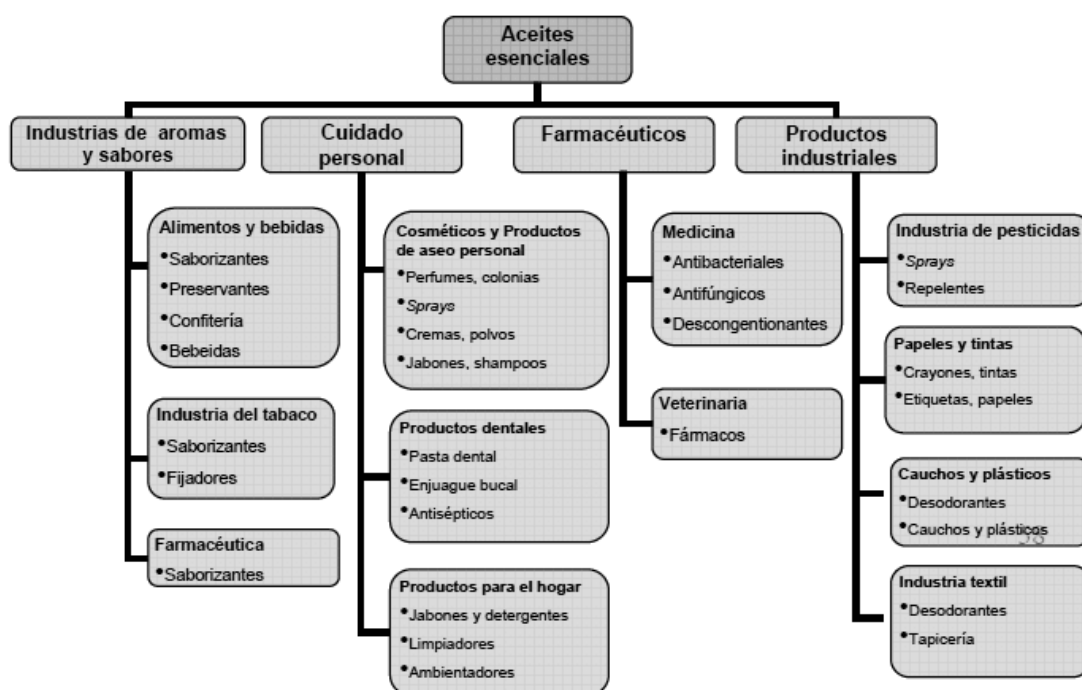 Aceites
esenciales
Industrias de aromas
y sabores
Alimentos y bebidas
•Saborizantes
•Preservantes
•Confitería
•Bebeidas
Industria del tabaco
•Saborizantes
•Fijadores
Farmacéutica
•Saborizantes
Cuidado
personal
Cosméticos y Productos
de aseo personal
•Perfumes, colonias
•Sprays
•Cremas, polvos
•Jabones, shampoos
Productos dentales
•Pasta dental
•Enjuague bucal
•Antisépticos
Productos para el hogar
•Jabones y detergentes
•Limpiadores
•Ambientadores
Farmacéuticos
Medicina
•Antibacteriales
•Antifúngicos
•Descongentionantes
Veterinaria
•Fármacos
Productos
industriales
Industria de pesticidas
•Sprays
•Repelentes
Papeles y tintas
•Crayones, tintas
•Etiquetas, papeles
Cauchos y plásticos
•Desodorantes
•Cauchos y plásticos
Industria textil
•Desodorantes
•Tapicería